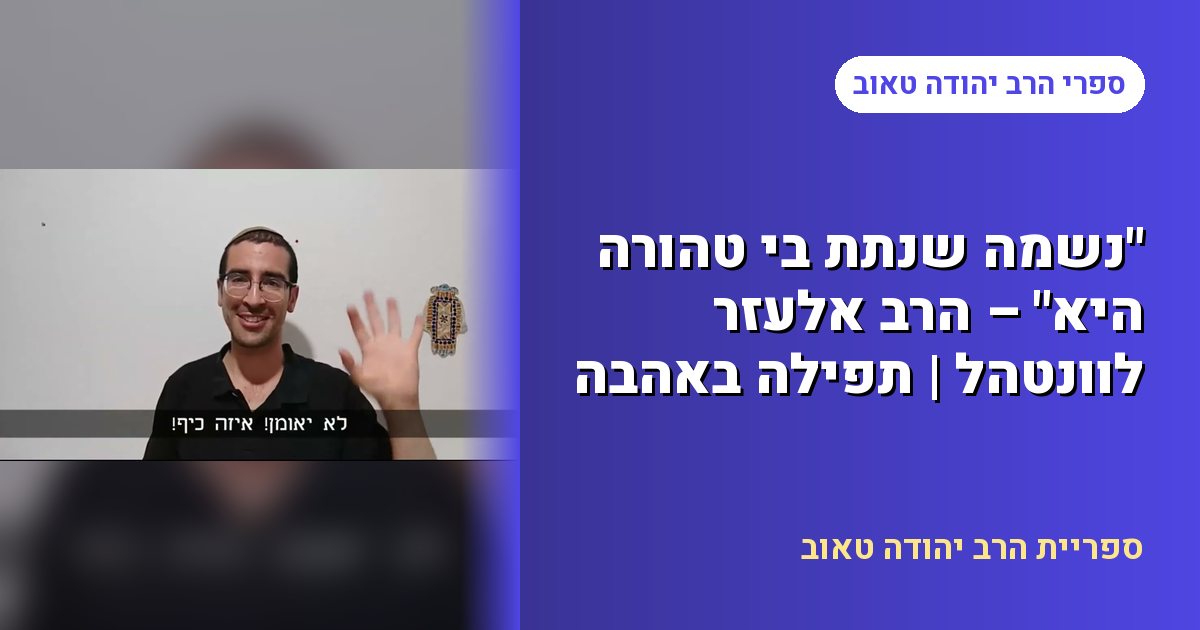 ספרי הרב יהודה טאוב
"נשמה שנתת בי טהורה
היא" – הרב אלעזר
לוונטהל | תפילה באהבה
לא יאומן! איזה כיף!
ספריית הרב יהודה טאוב